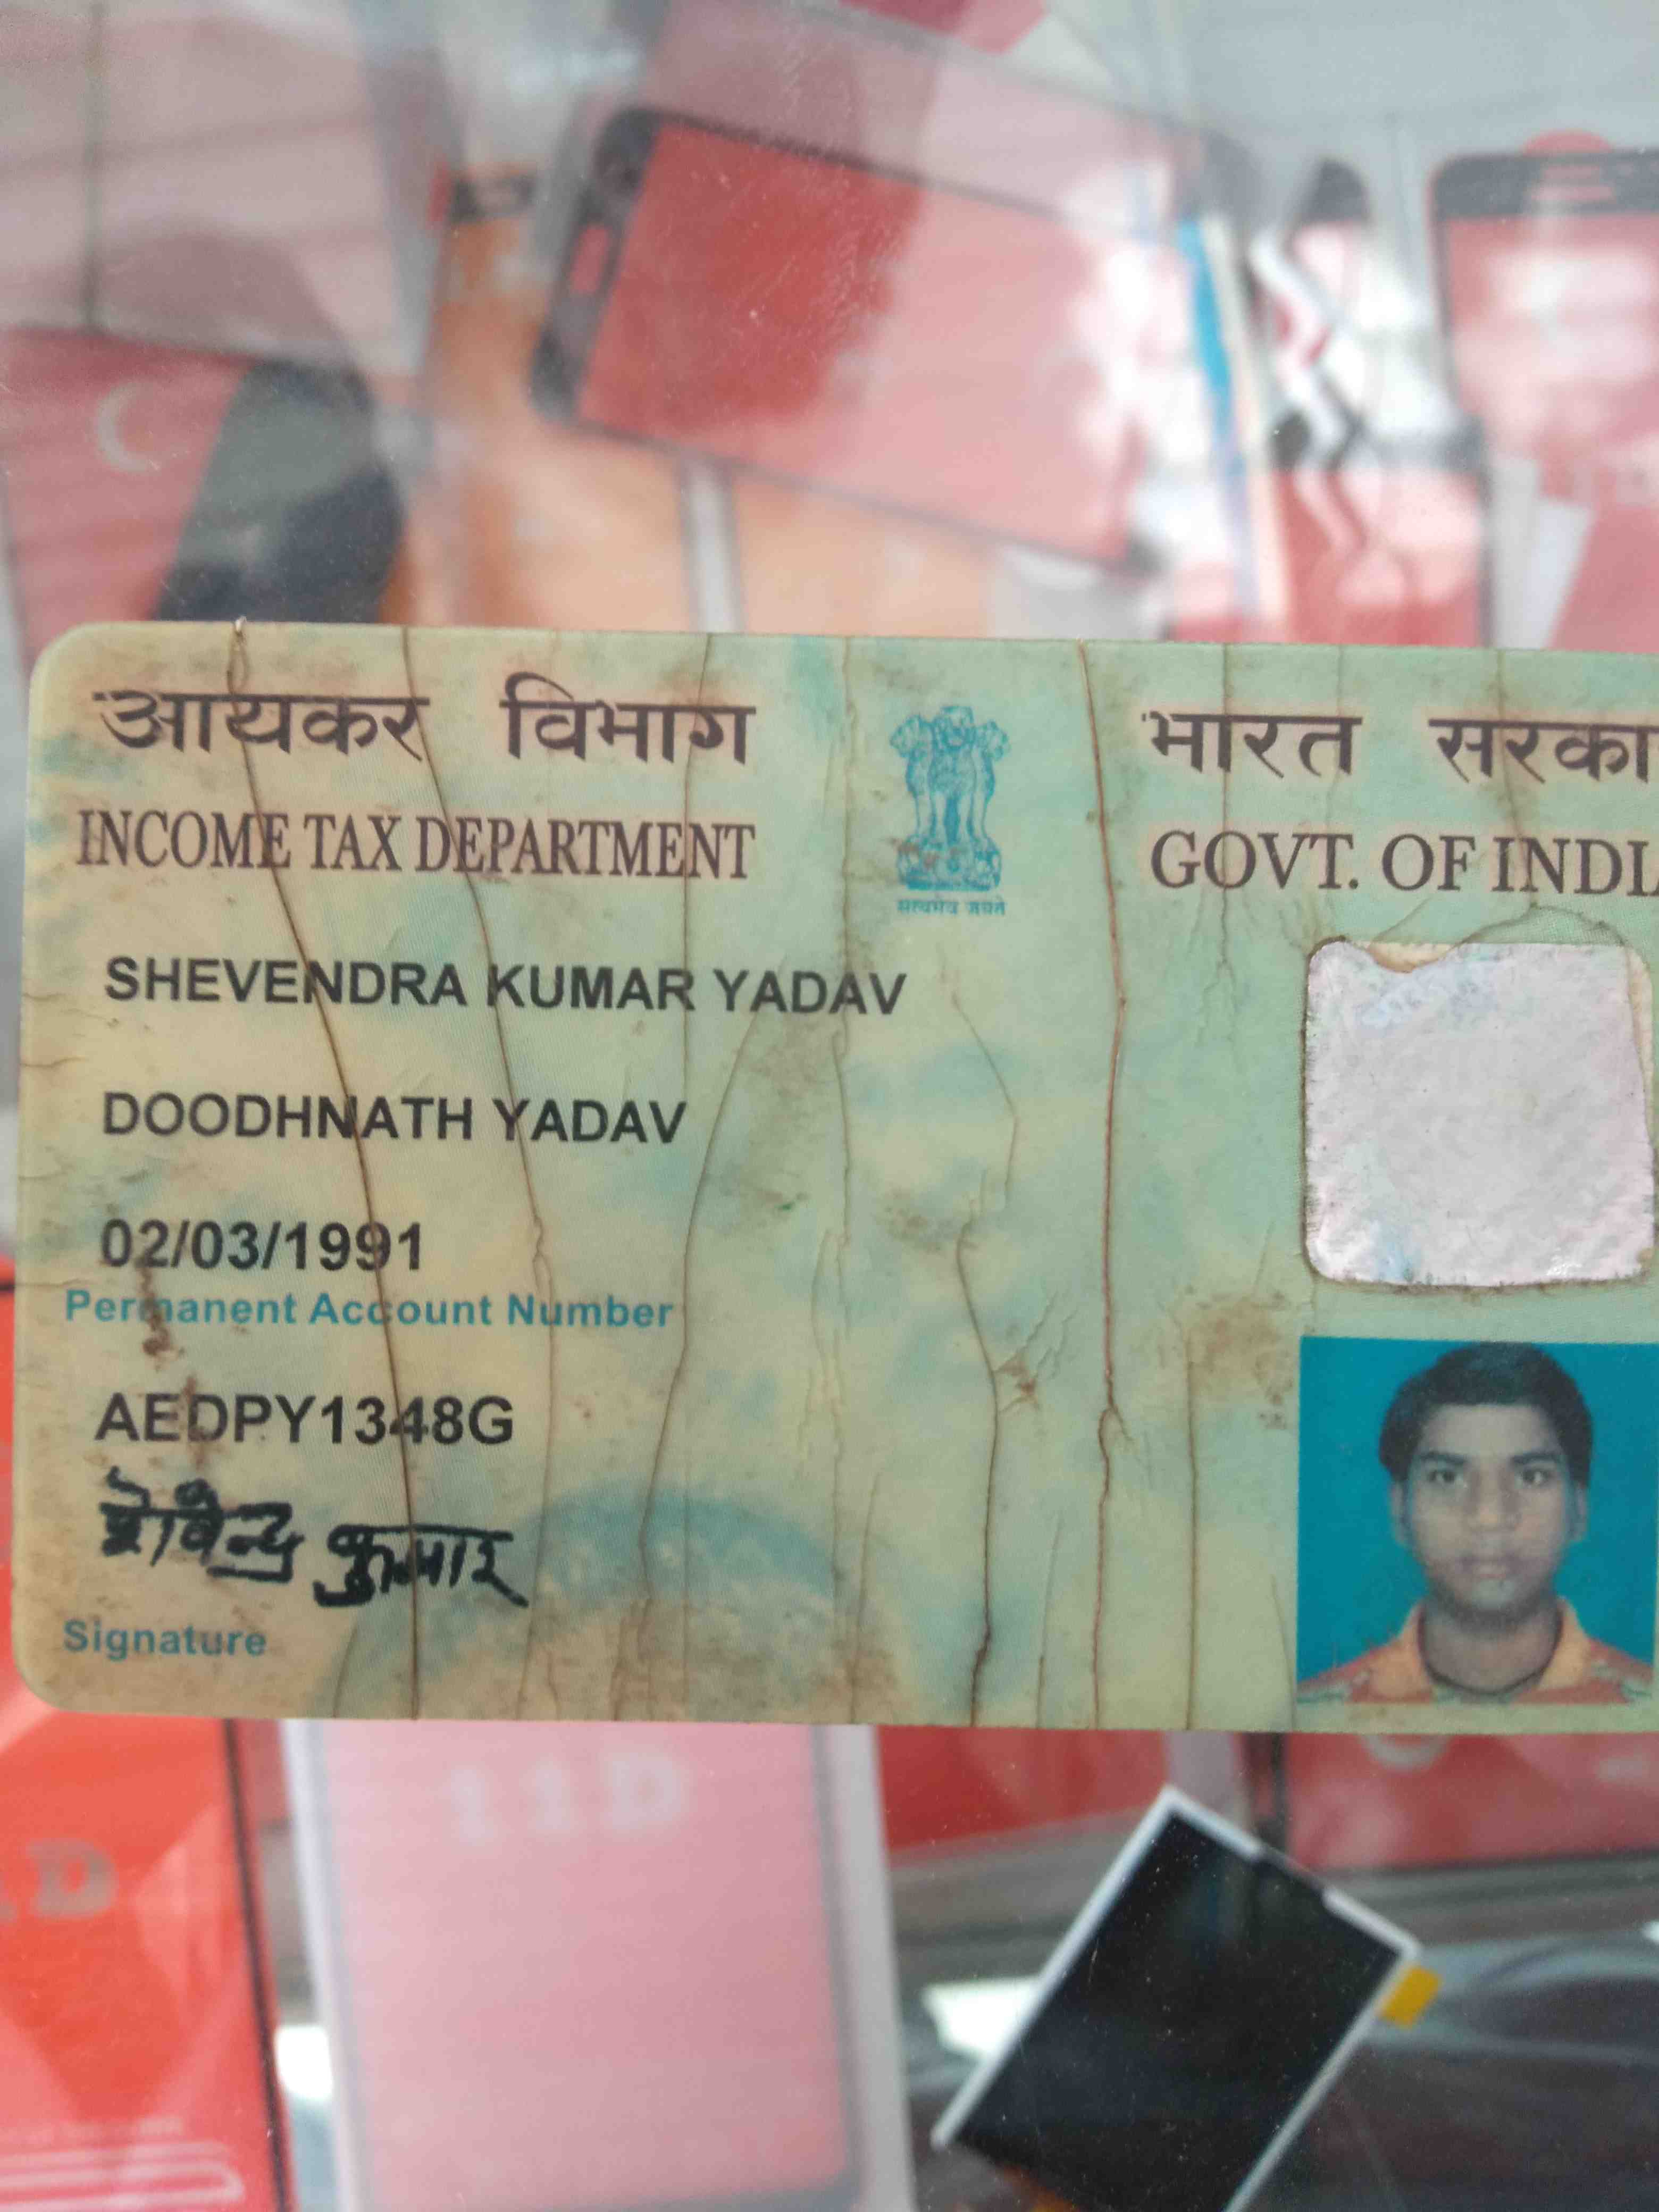 आयकर विभाग
INCOME TAX DEPARTMENT
सत्यमेव जयते
भारत सरका
GOVT. OF INDI
SHEVENDRA KUMAR YADAV
DOODHNATH YADAV
02/03/1991
Permanent Account Number
AEDPY1348G
शेवेन्द्र कुमार
Signature
11D
D